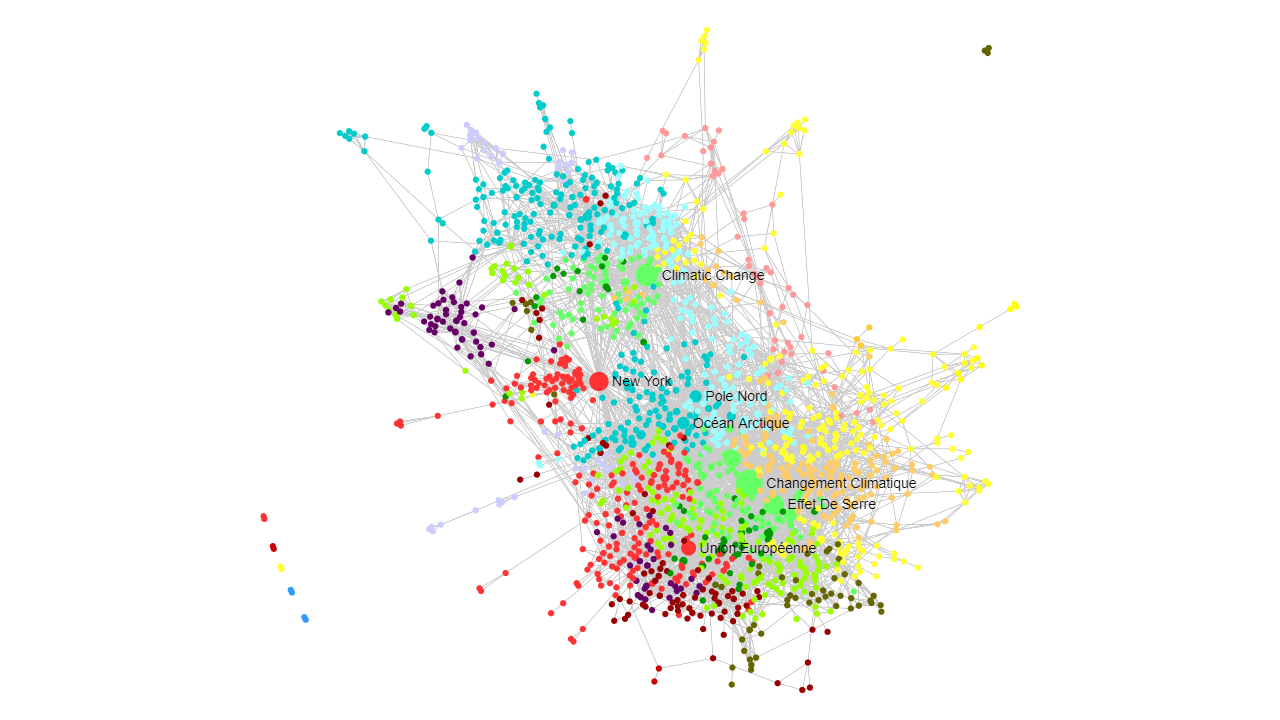 Climatic Change
New York
Pole Nord
Océan Arctique
Changement Climatique
Effet De Serre
Union Européenne